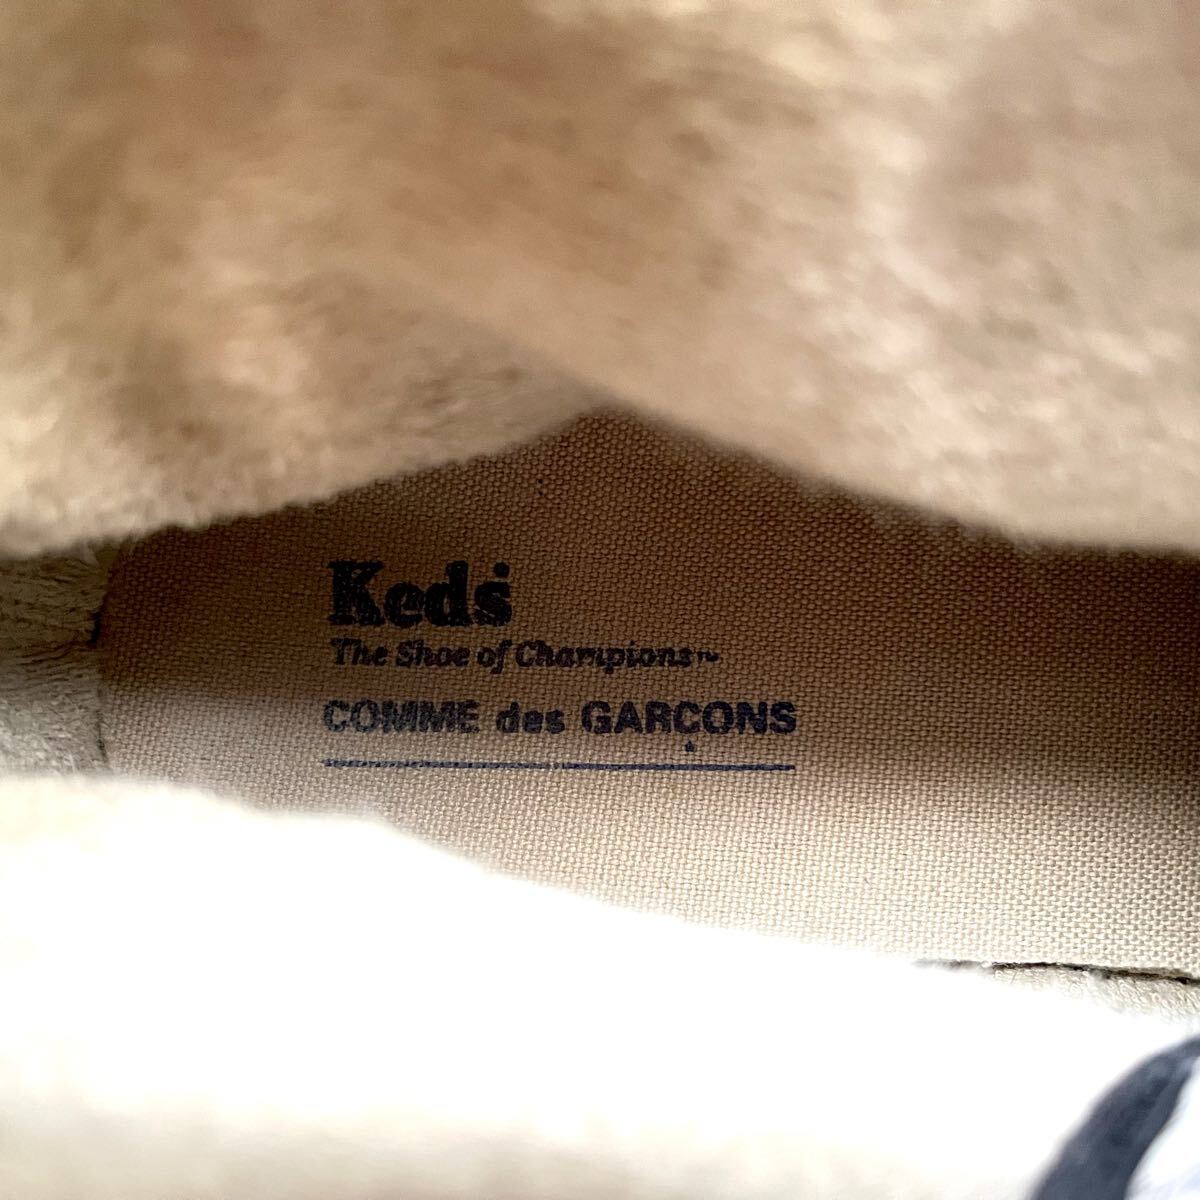 Keds
The Shoe of Champions™
COMME des GARÇONS